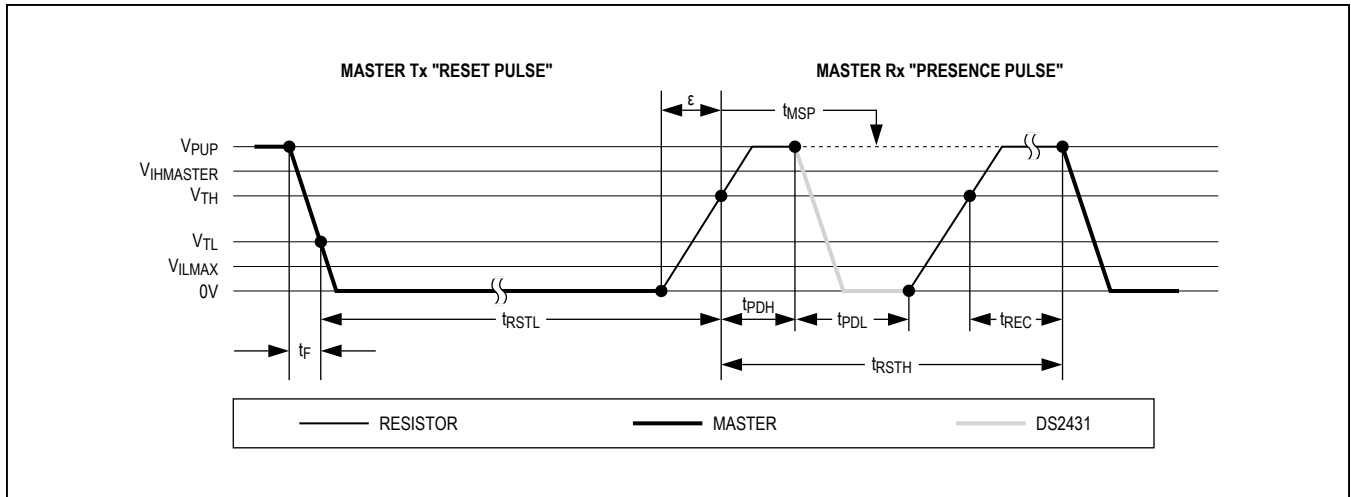 MASTER Tx "RESET PULSE"
MASTER Rx "PRESENCE PULSE"
ε
tMSP
VPUP
VIHMASTER
VTH
VTL
VILMAX
0V
tRSTL
tPDH
tPDL
tREC
tF
tRSTH
RESISTOR
MASTER
DS2431